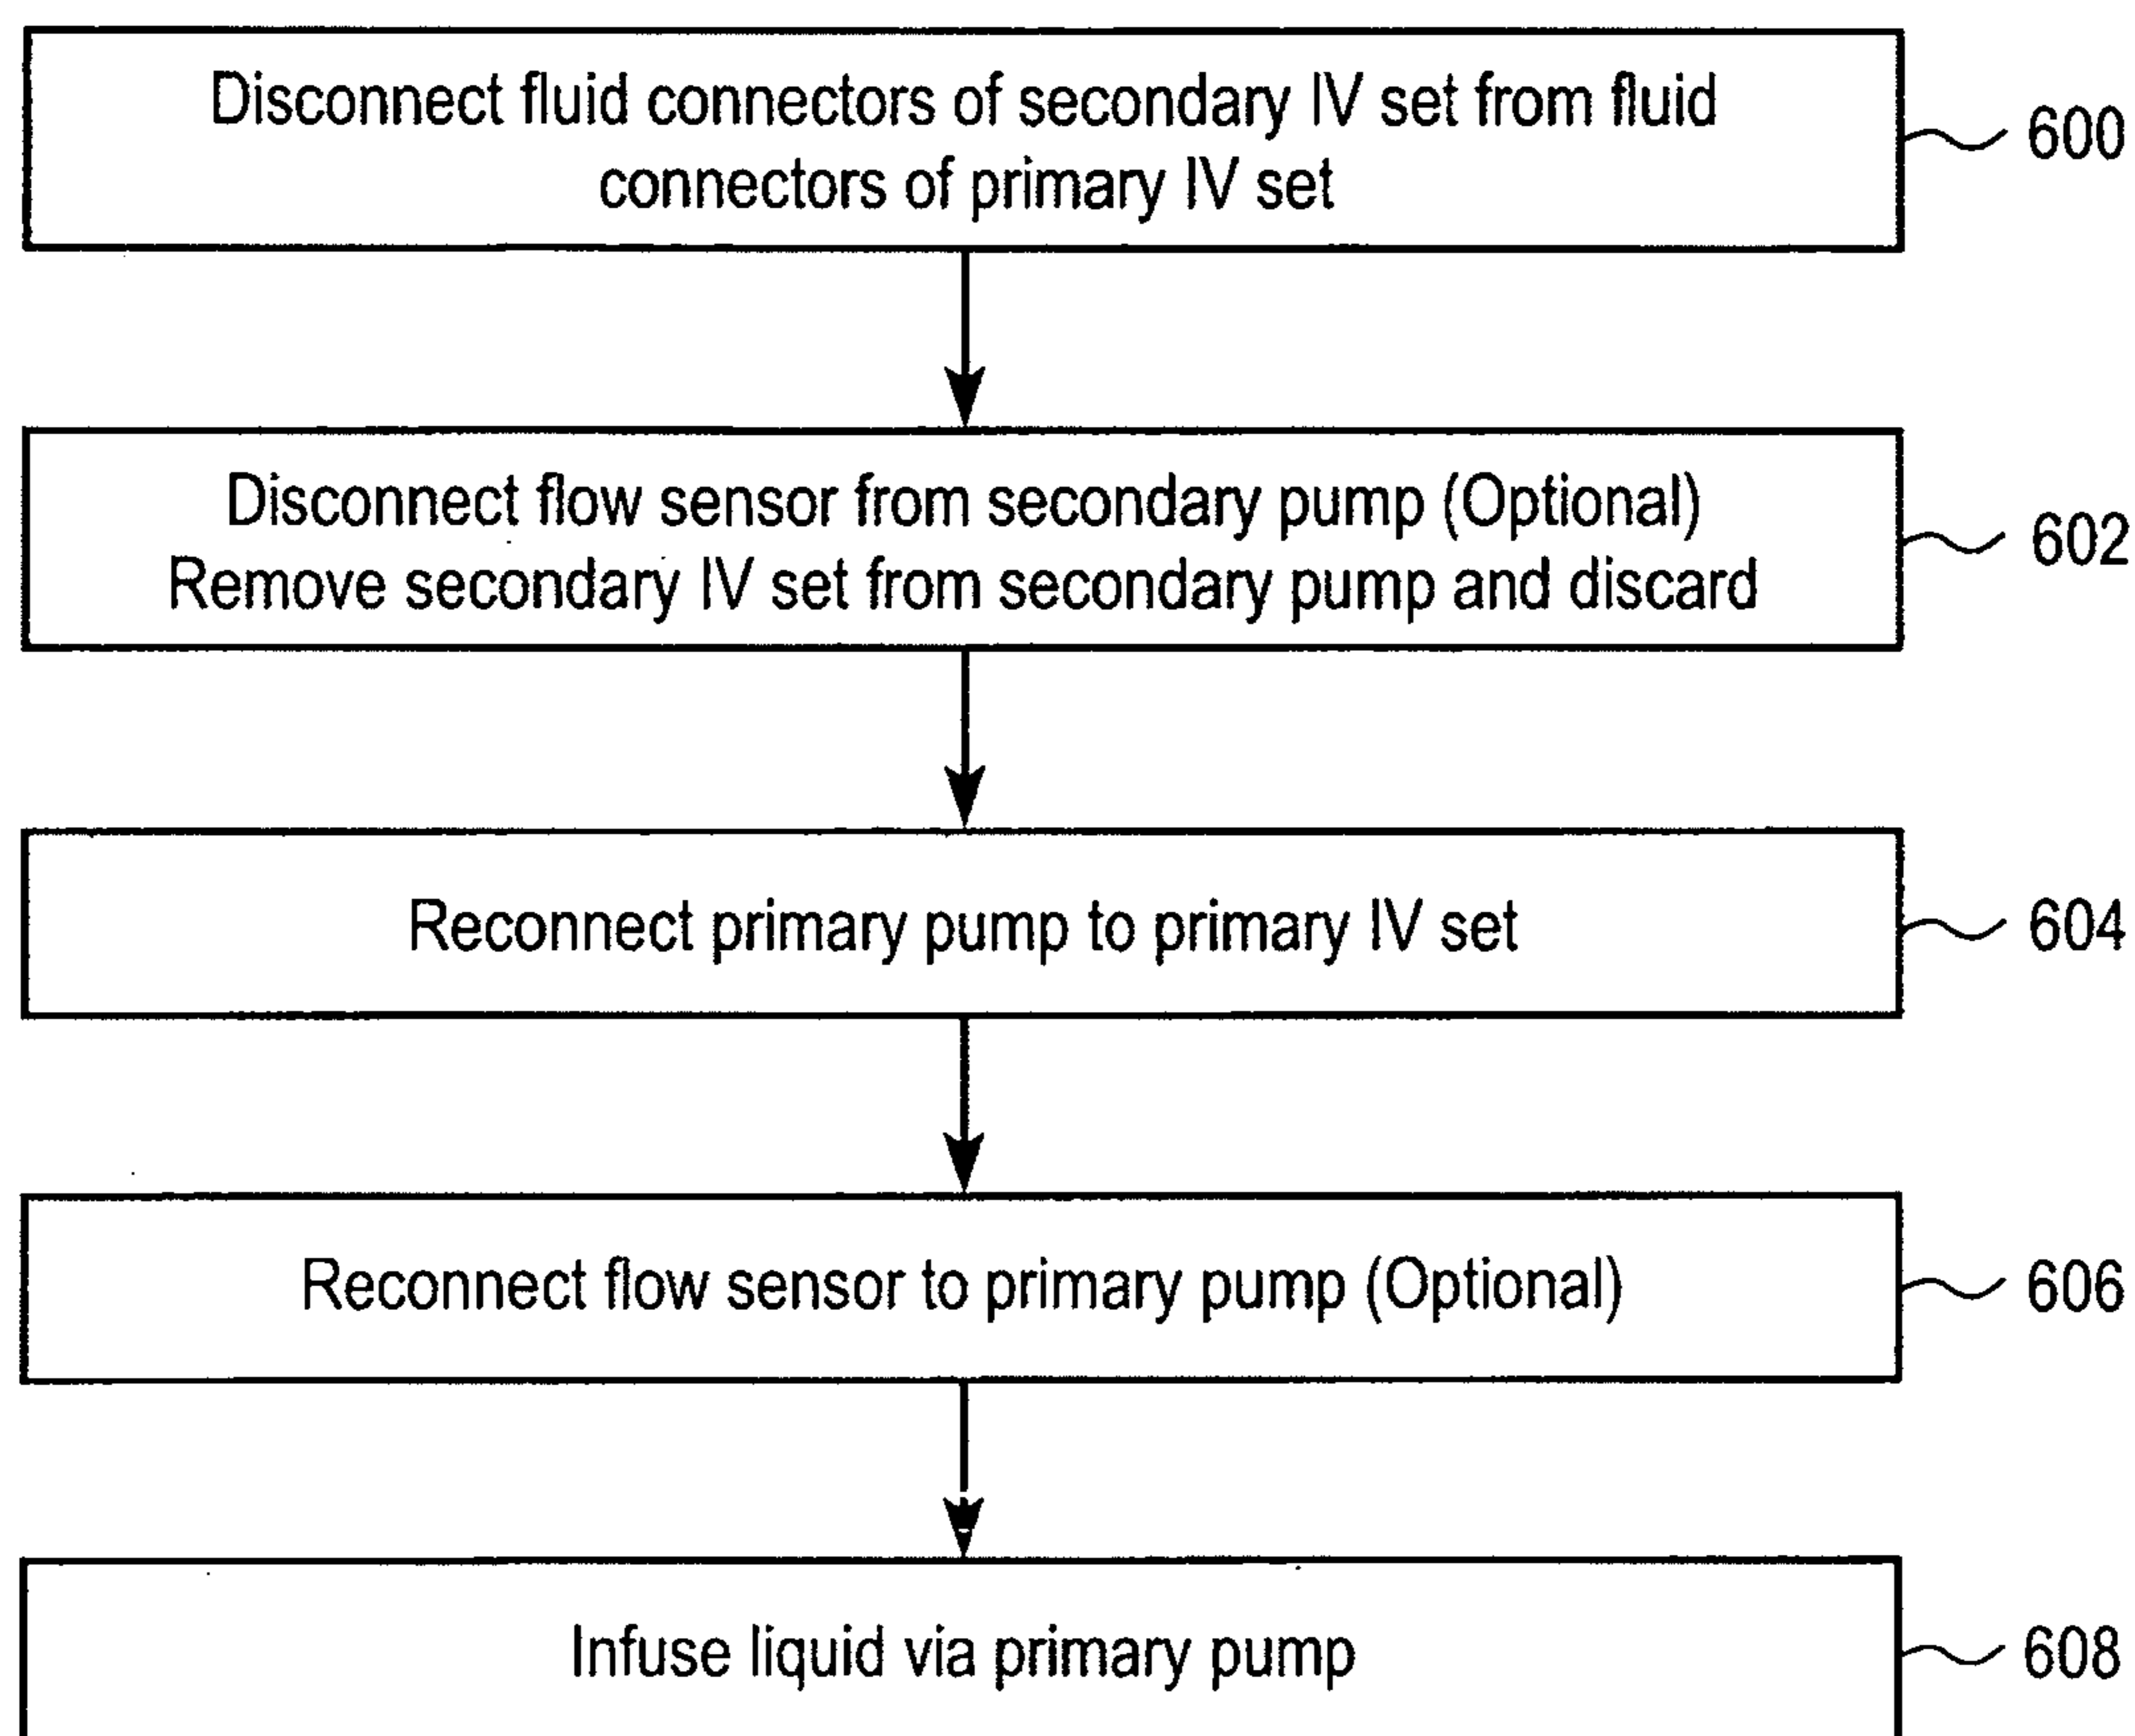 Disconnect fluid connectors of secondary IV set from fluid
connectors of primary IV set
600
Disconnect flow sensor from secondary pump (Optional)
Remove secondary IV set from secondary pump and discard
602
Reconnect primary pump to primary IV set
604
Reconnect flow sensor to primary pump (Optional)
606
Infuse liquid via primary pump
608